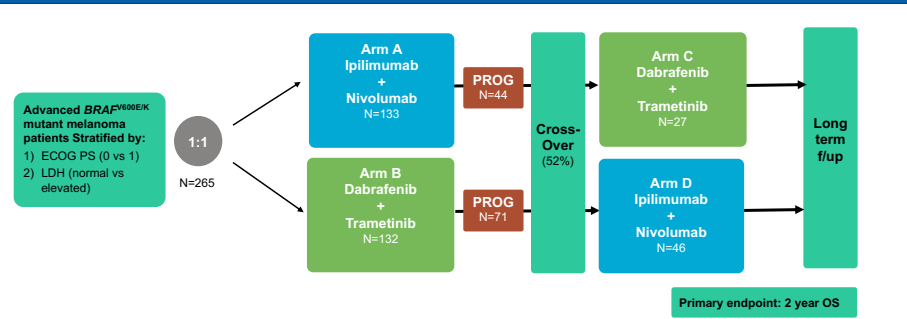 Advanced BRAFV600E/K
mutant melanoma
patients Stratified by:
1) ECOG PS (0 vs 1)
2) LDH (normal vs
elevated)
1:1
N=265
Arm A
Ipilimumab
+
Nivolumab
N=133
Arm B
Dabrafenib
+
Trametinib
N=132
PROG
N=44
PROG
N=71
Cross-
Over
(52%)
Arm C
Dabrafenib
+
Trametinib
N=27
Arm D
Ipilimumab
+
Nivolumab
N=46
Long
term
f/up
Primary endpoint: 2 year OS